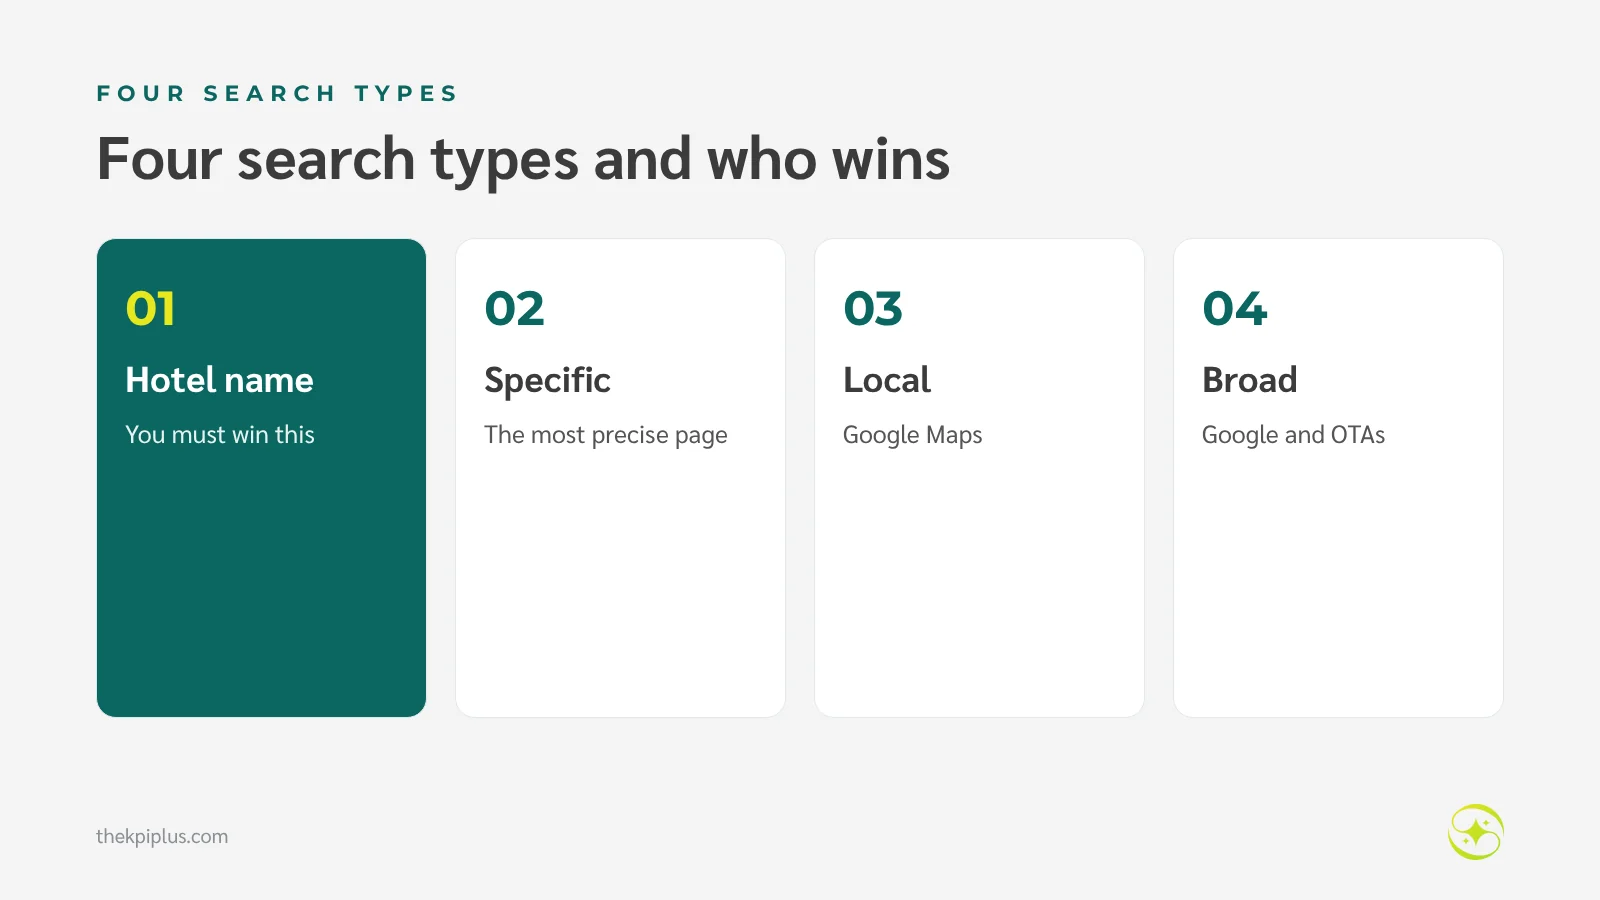 FOUR SEARCH TYPES
Four search types and who wins
01
Hotel name
You must win this
02
Specific
The most precise page
03
Local
Google Maps
04
Broad
Google and OTAs
thekpiplus.com